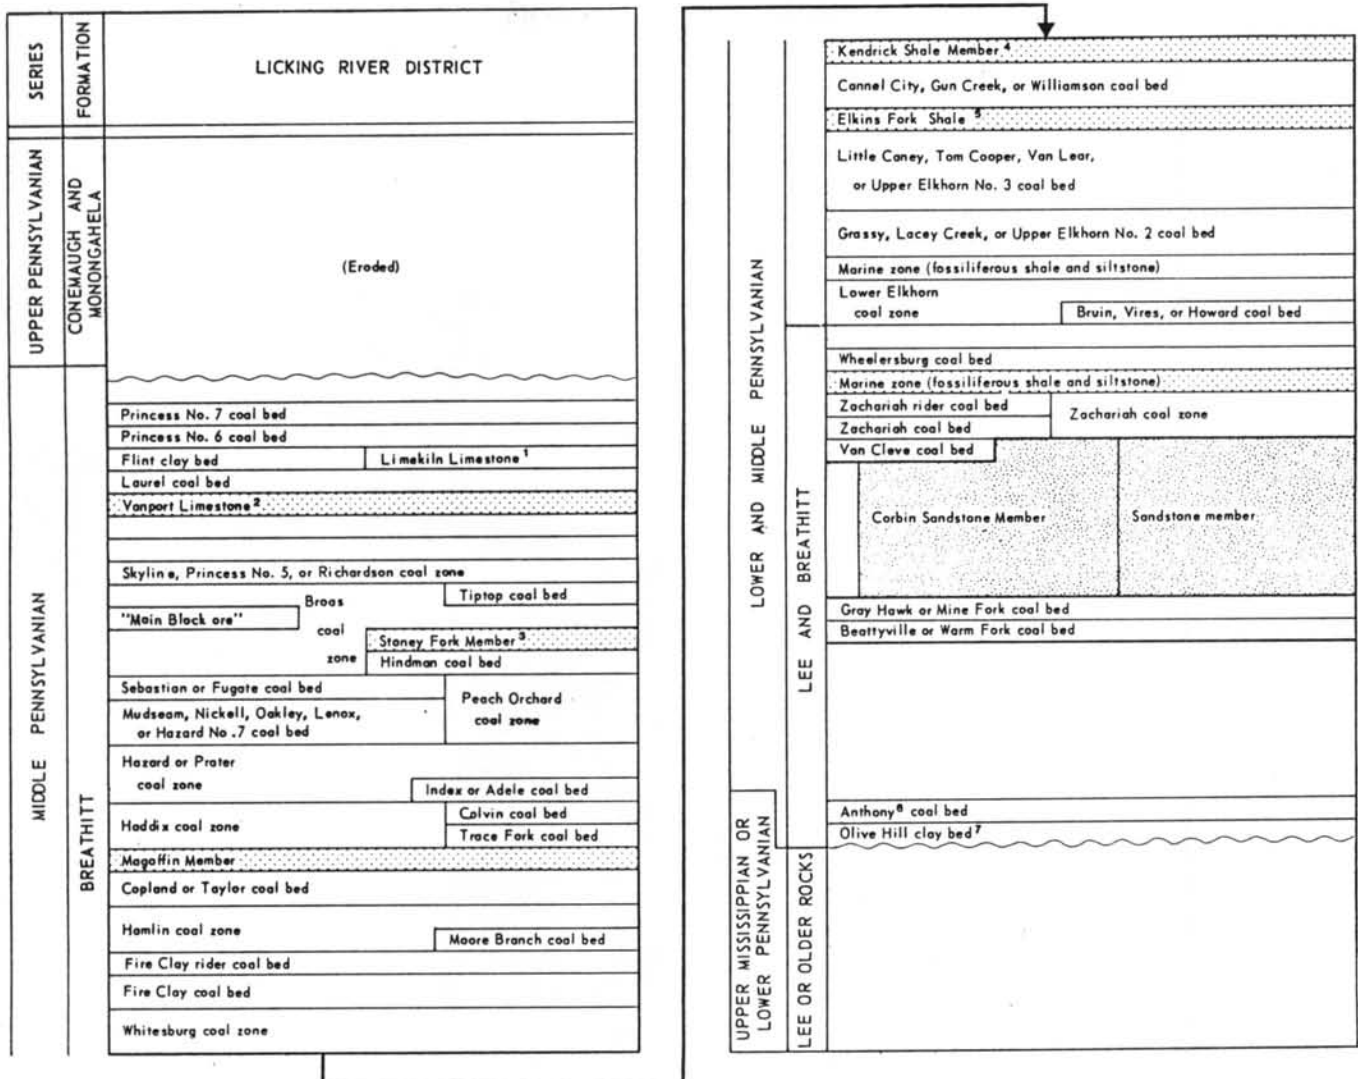 SERIES
FORMATION
LICKING RIVER DISTRICT
UPPER PENNSYLVANIAN
CONEMAUGH AND
MONONGAHELA
(Eroded)
MIDDLE PENNSYLVANIAN
BREATHITT
Princess No. 7 coal bed
Princess No. 6 coal bed
Flint clay bed
Limekiln Limestone 1
Laurel coal bed
Vanport Limestone 2
Skyline, Princess No. 5, or Richardson coal zone
Tiptop coal bed
Broas
coal
zone
"Main Block ore"
Stoney Fork Member 3
Hindman coal bed
Sebastian or Fugate coal bed
Mudseam, Nickell, Oakley, Lenox,
or Hazard No.7 coal bed
Peach Orchard
coal zone
Hazard or Prater
coal zone
Index or Adele coal bed
Haddix coal zone
Colvin coal bed
Trace Fork coal bed
Magoffin Member
Copland or Taylor coal bed
Hamlin coal zone
Moore Branch coal bed
Fire Clay rider coal bed
Fire Clay coal bed
Whitesburg coal zone
LOWER AND MIDDLE PENNSYLVANIAN
LEE AND BREATHITT
Kendrick Shale Member 4
Cannel City, Gun Creek, or Williamson coal bed
Elkins Fork Shale 5
Little Caney, Tom Cooper, Van Lear,
or Upper Elkhorn No. 3 coal bed
Grassy, Lacey Creek, or Upper Elkhorn No. 2 coal bed
Marine zone (fossiliferous shale and siltstone)
Lower Elkhorn
coal zone
Bruin, Vires, or Howard coal bed
Wheelersburg coal bed
Marine zone (fossiliferous shale and siltstone)
Zachariah rider coal bed
Zachariah coal zone
Zachariah coal bed
Van Cleve coal bed
Corbin Sandstone Member
Sandstone member
Gray Hawk or Mine Fork coal bed
Beattyville or Warm Fork coal bed
Anthony 6 coal bed
Olive Hill clay bed 7
UPPER MISSISSIPPIAN OR
LOWER PENNSYLVANIAN
LEE OR OLDER ROCKS